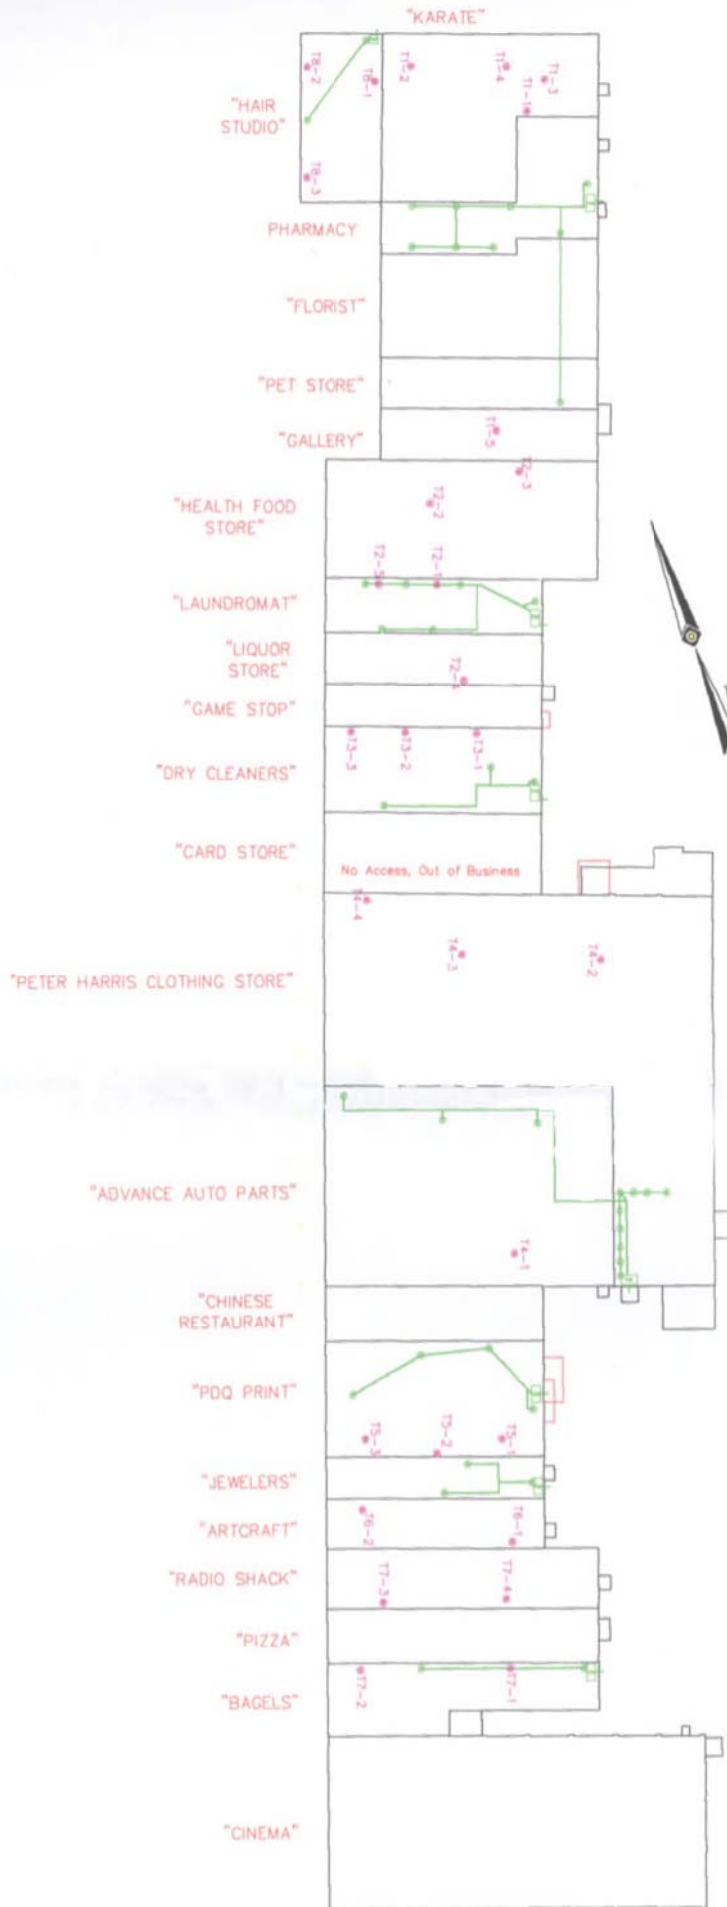 "KARATE"
T8-2
T8-1
T1-2
T1-4
T1-3
T1-1
"HAIR
STUDIO"
T8-3
PHARMACY
"FLORIST"
"PET STORE"
"GALLERY"
T1-5
T2-3
"HEALTH FOOD
STORE"
T2-2
T2-5
T2-1
"LAUNDROMAT"
"LIQUOR
STORE"
"GAME STOP"
T3-3
T3-2
T3-1
"DRY CLEANERS"
"CARD STORE"
No Access, Out of Business
T4-4
T4-3
T4-2
"PETER HARRIS CLOTHING STORE"
"ADVANCE AUTO PARTS"
T4-1
"CHINESE
RESTAURANT"
"PDQ PRINT"
T5-3
T5-2
T5-1
"JEWELERS"
T6-2
T6-1
"ARTCRAFT"
"RADIO SHACK"
T7-3
T7-4
"PIZZA"
T7-2
T7-1
"BAGELS"
"CINEMA"